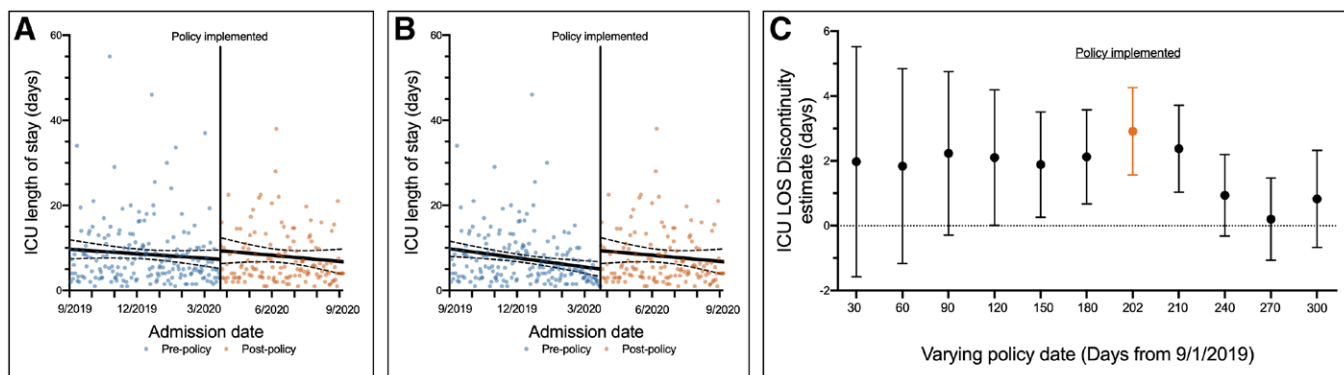 A
Policy implemented
60
40
20
0
ICU length of stay (days)
9/2019 12/2019 3/2020 6/2020 9/2020
Admission date
Pre-policy Post-policy
B
Policy implemented
60
40
20
0
ICU length of stay (days)
9/2019 12/2019 3/2020 6/2020 9/2020
Admission date
Pre-policy Post-policy
C
Policy implemented
6
4
2
0
-2
ICU LOS Discontinuity
estimate (days)
30 60 90 120 150 180 202 210 240 270 300
Varying policy date (Days from 9/1/2019)